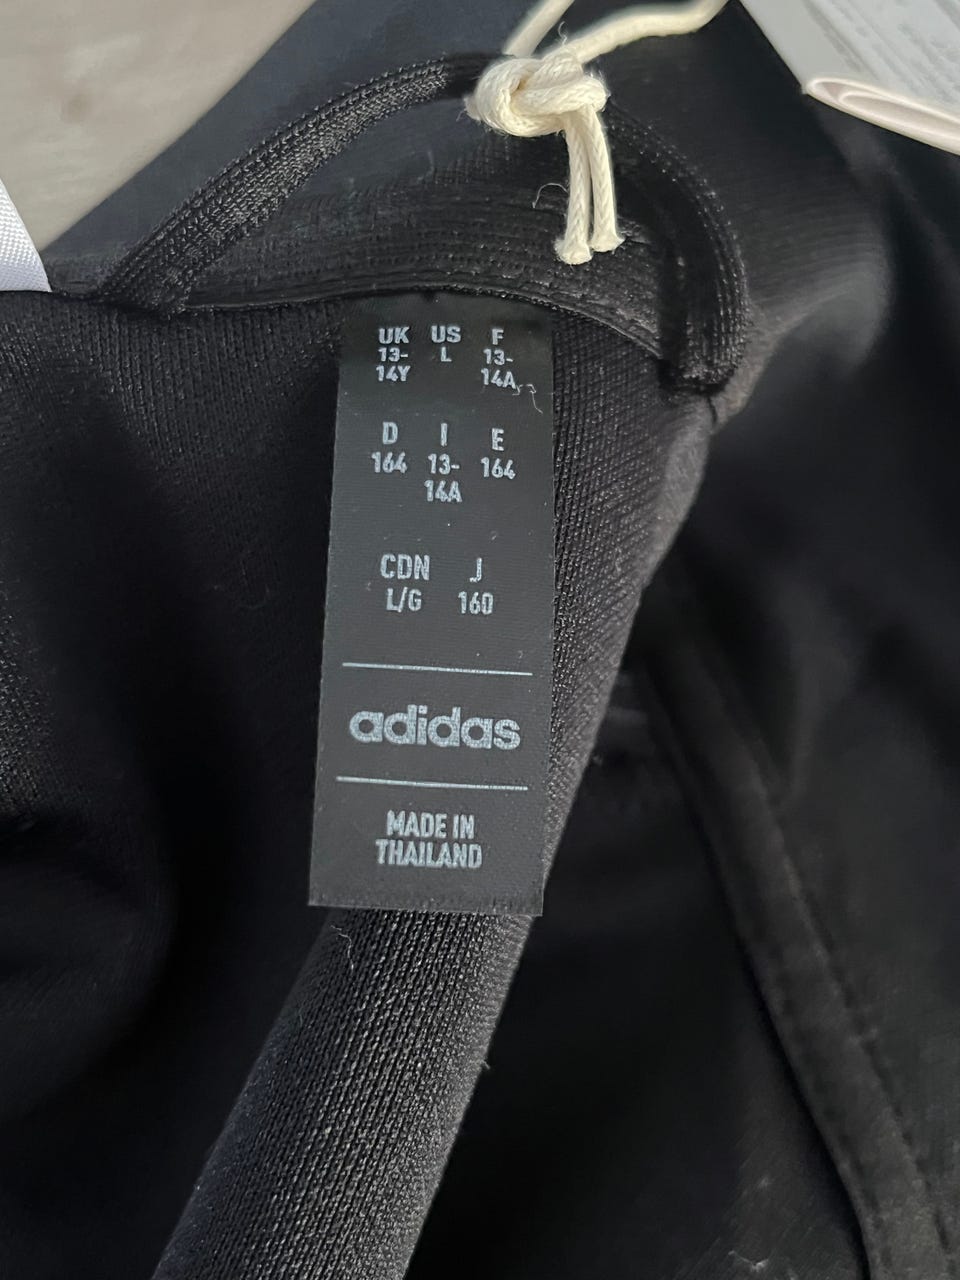 UK US F
13- L 13-
14Y 14A
D I E
164 13- 164
14A
CDN J
L/G 160
adidas
MADE IN
THAILAND